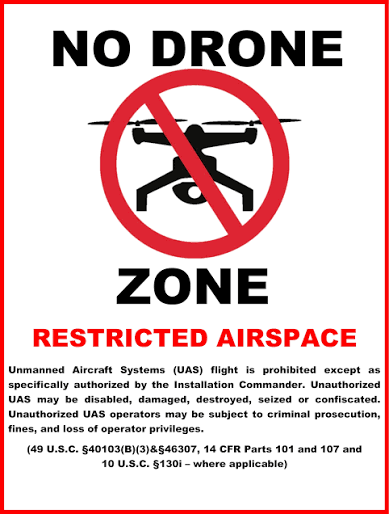 NO DRONE
ZONE
RESTRICTED AIRSPACE
Unmanned Aircraft Systems (UAS) flight is prohibited except as
specifically authorized by the Installation Commander. Unauthorized
UAS may be disabled, damaged, destroyed, seized or confiscated.
Unauthorized UAS operators may be subject to criminal prosecution,
fines, and loss of operator privileges.
(49 U.S.C. §40103(B)(3)&§46307, 14 CFR Parts 101 and 107 and
10 U.S.C. §130i – where applicable)